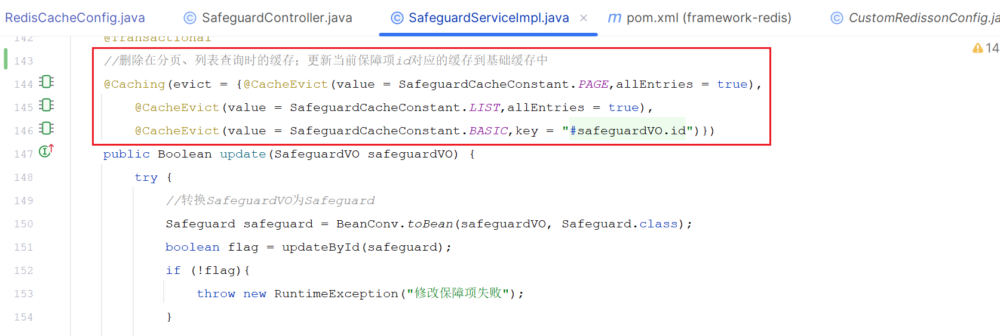 RedisCacheConfig.java SafeguardController.java SafeguardServiceImpl.java pom.xml (framework-redis) CustomRedissonConfig.ja
142 @Transactional
14
143 //删除在分页、列表查询时的缓存；更新当前保障项id对应的缓存到基础缓存中
144 @Caching(evict = {@CacheEvict(value = SafeguardCacheConstant.PAGE,allEntries = true),
145 @CacheEvict(value = SafeguardCacheConstant.LIST,allEntries = true),
146 @CacheEvict(value = SafeguardCacheConstant.BASIC,key = "#safeguardVO.id")})
147 public Boolean update(SafeguardVO safeguardVO) {
148 try {
149 //转换SafeguardVO为Safeguard
150 Safeguard safeguard = BeanConv.toBean(safeguardVO, Safeguard.class);
151 boolean flag = updateById(safeguard);
152 if (!flag){
153 throw new RuntimeException("修改保障项失败");
154 }